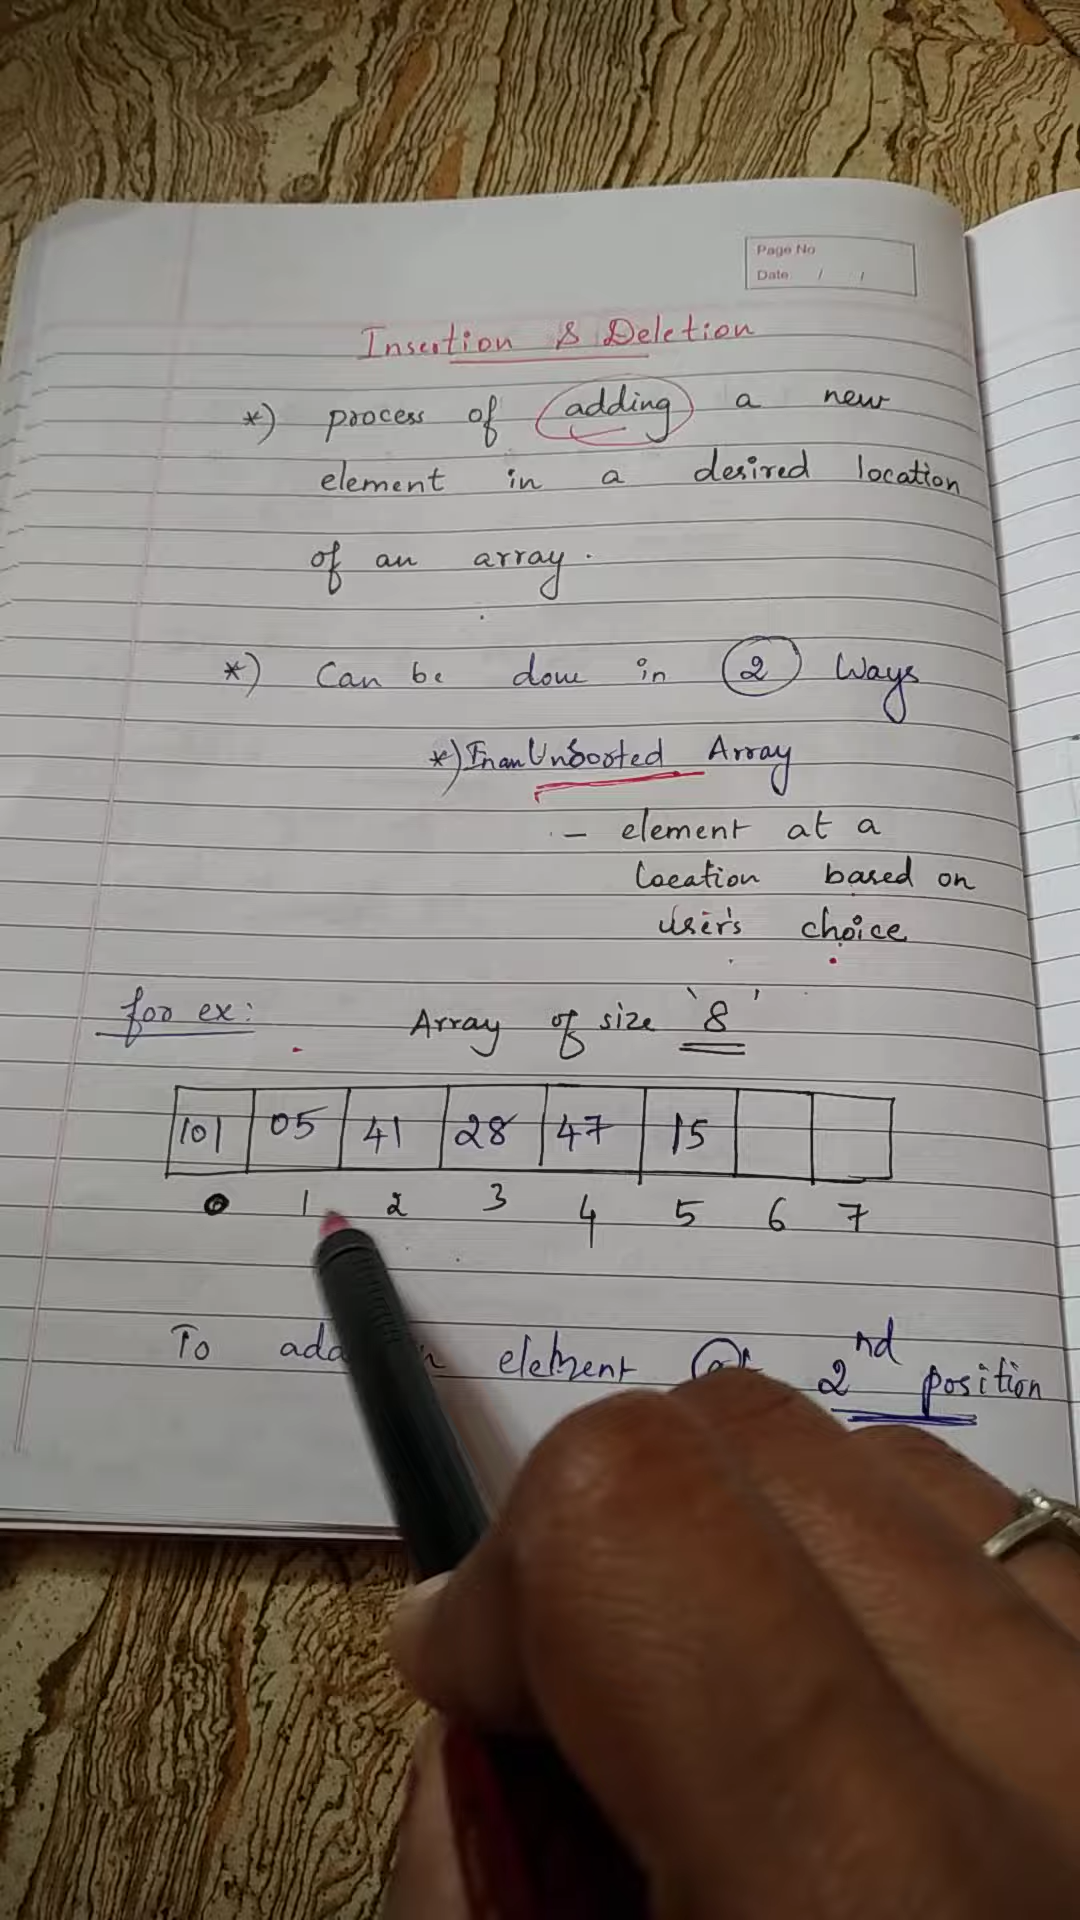 Page No
Date / /
Insertion & Deletion
*) process of adding a new
element in a desired location
of an array.
*) Can be done in 2 Ways
*) In an UnSorted Array
- element at a
location based on
user's choice
for ex: Array of size '8'
101 05 41 28 47 15
0 1 2 3 4 5 6 7
To element 2nd position